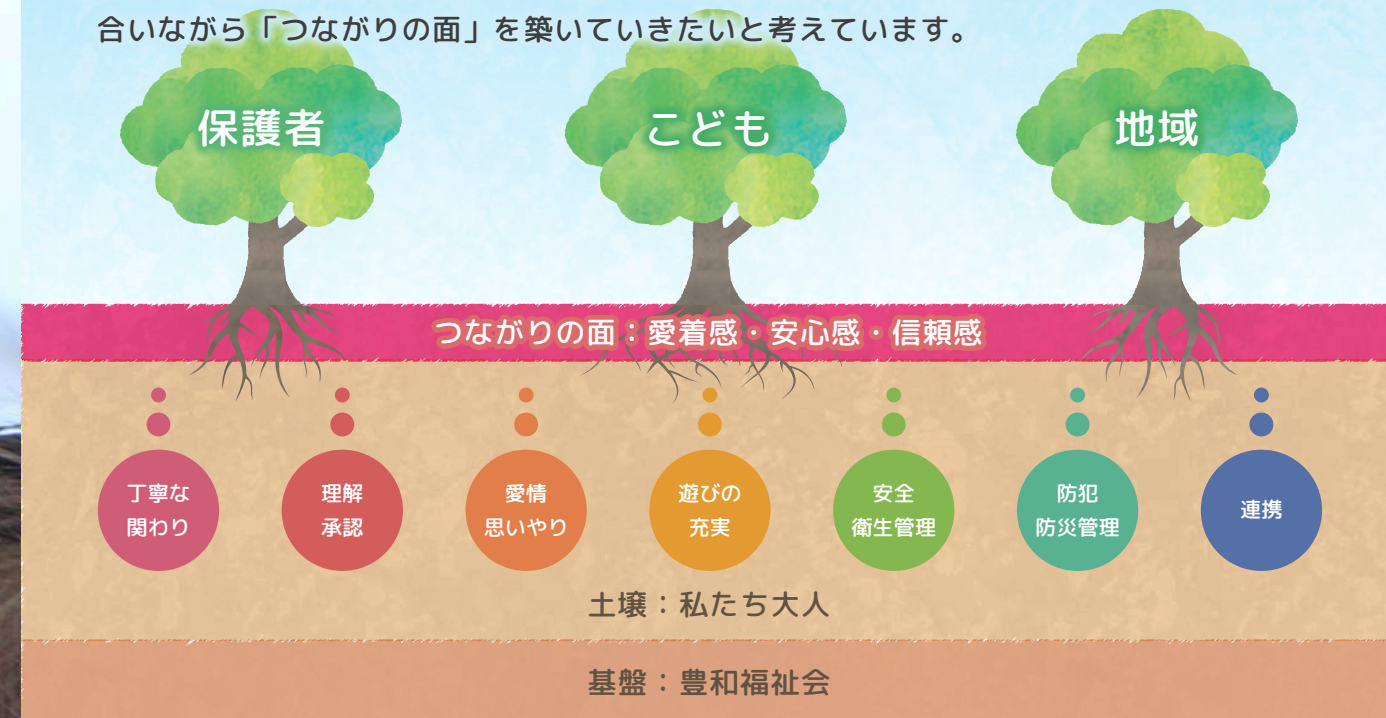 合いながら「つながりの面」を築いていきたいと考えています。
保護者
こども
地域
つながりの面：愛着感・安心感・信頼感
丁寧な
関わり
理解
承認
愛情
思いやり
遊びの
充実
安全
衛生管理
防犯
防災管理
連携
土壌：私たち大人
基盤：豊和福祉会